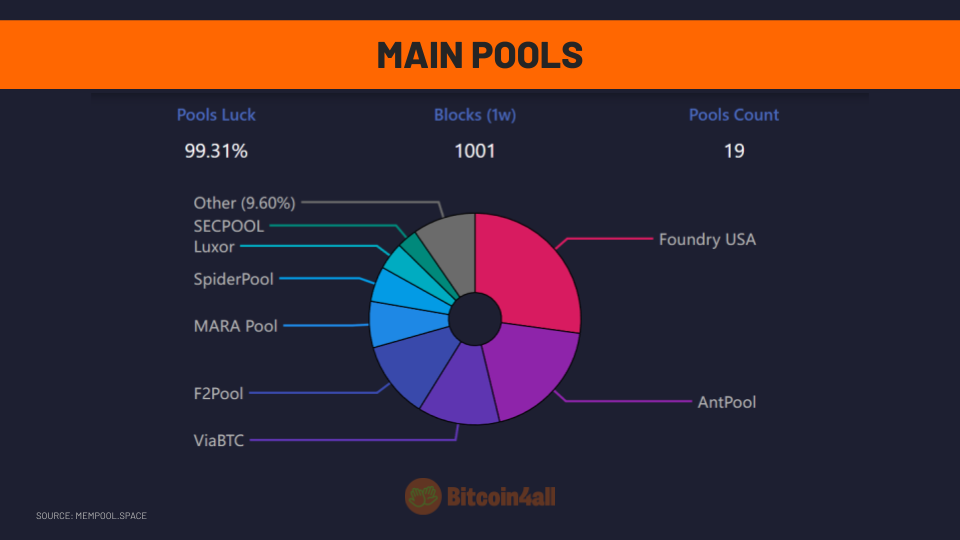 MAIN POOLS
Pools Luck
Blocks (1w)
Pools Count
99.31%
1001
19
Other (9.60%)
SECPOOL
Luxor
SpiderPool
MARA Pool
F2Pool
ViaBTC
Foundry USA
AntPool
Bitcoin4all
SOURCE: MEMPOOL.SPACE